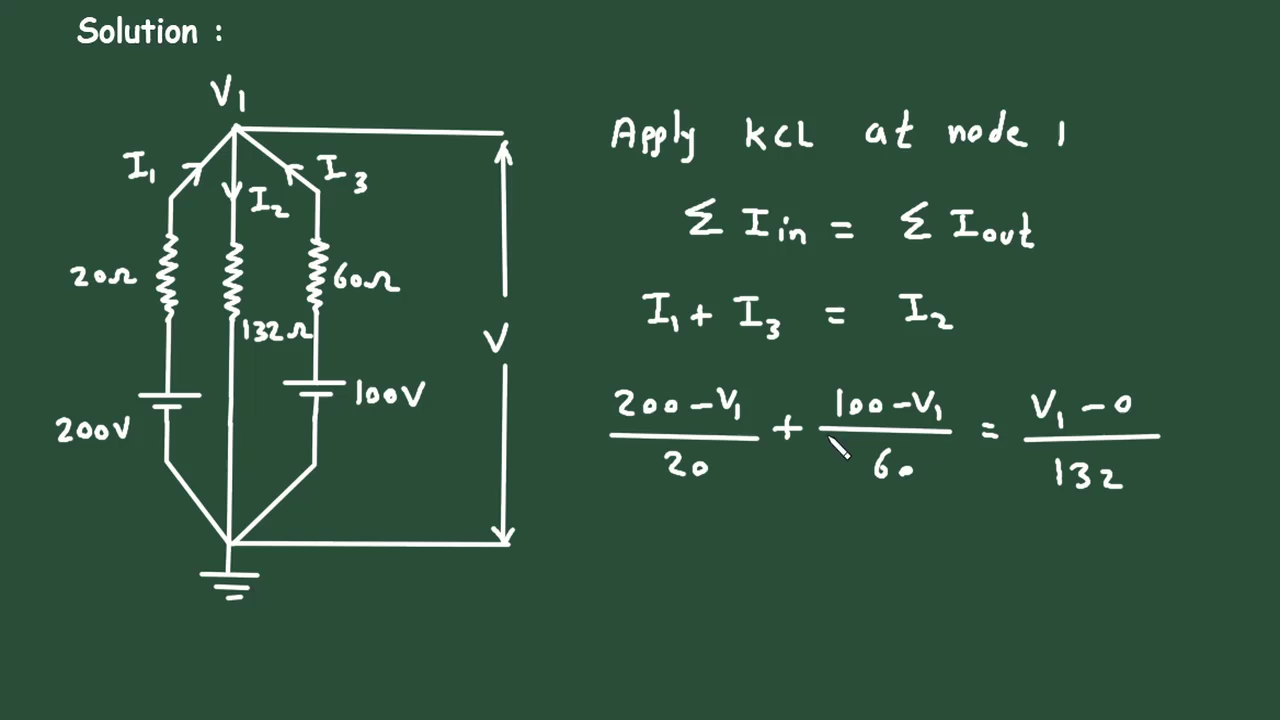 Solution :
V1
I1
I2
I3
20Ω
132Ω
60Ω
200V
100V
V
Apply KCL at node 1
Σ Iin = Σ Iout
I1 + I3 = I2
200 - V1 / 20 + 100 - V1 / 60 = V1 - 0 / 132